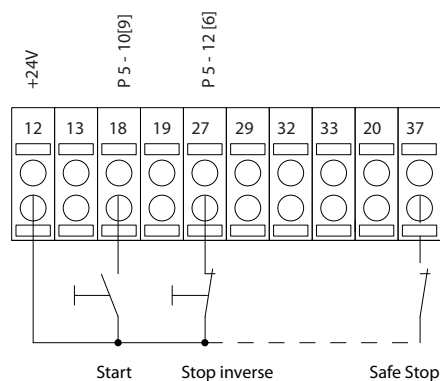 +24V
P 5 - 10[9]
P 5 - 12 [6]
12 13 18 19 27 29 32 33 20 37
Start Stop inverse Safe Stop